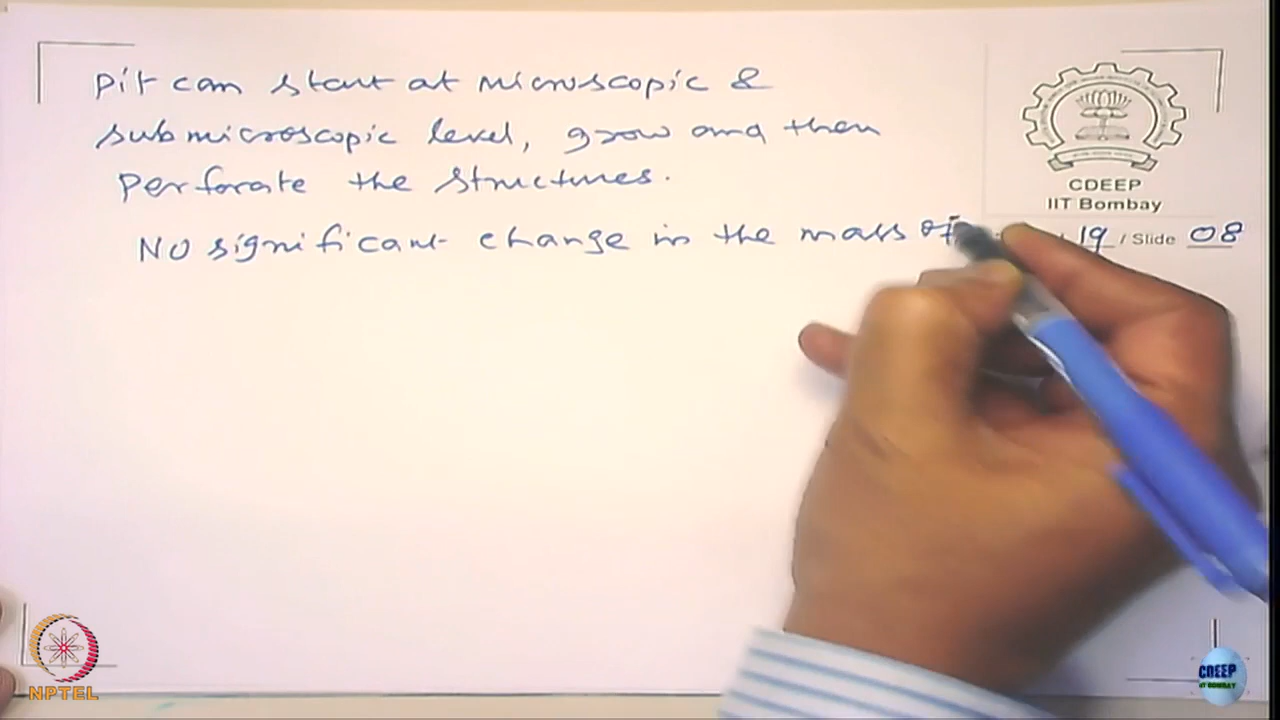 Pit can start at microscopic &
submicroscopic level, grow and then
perforate the structures.
No significant change in the mass of
CDEEP
IIT Bombay
19 / Slide 08
NPTEL
CDEEP
IIT BOMBAY